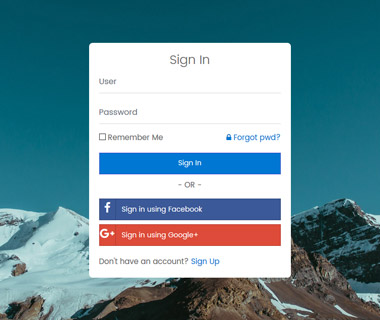 Sign In
User
Password
Remember Me Forgot pwd?
Sign In
- OR -
f Sign in using Facebook
G+ Sign in using Google+
Don't have an account? Sign Up